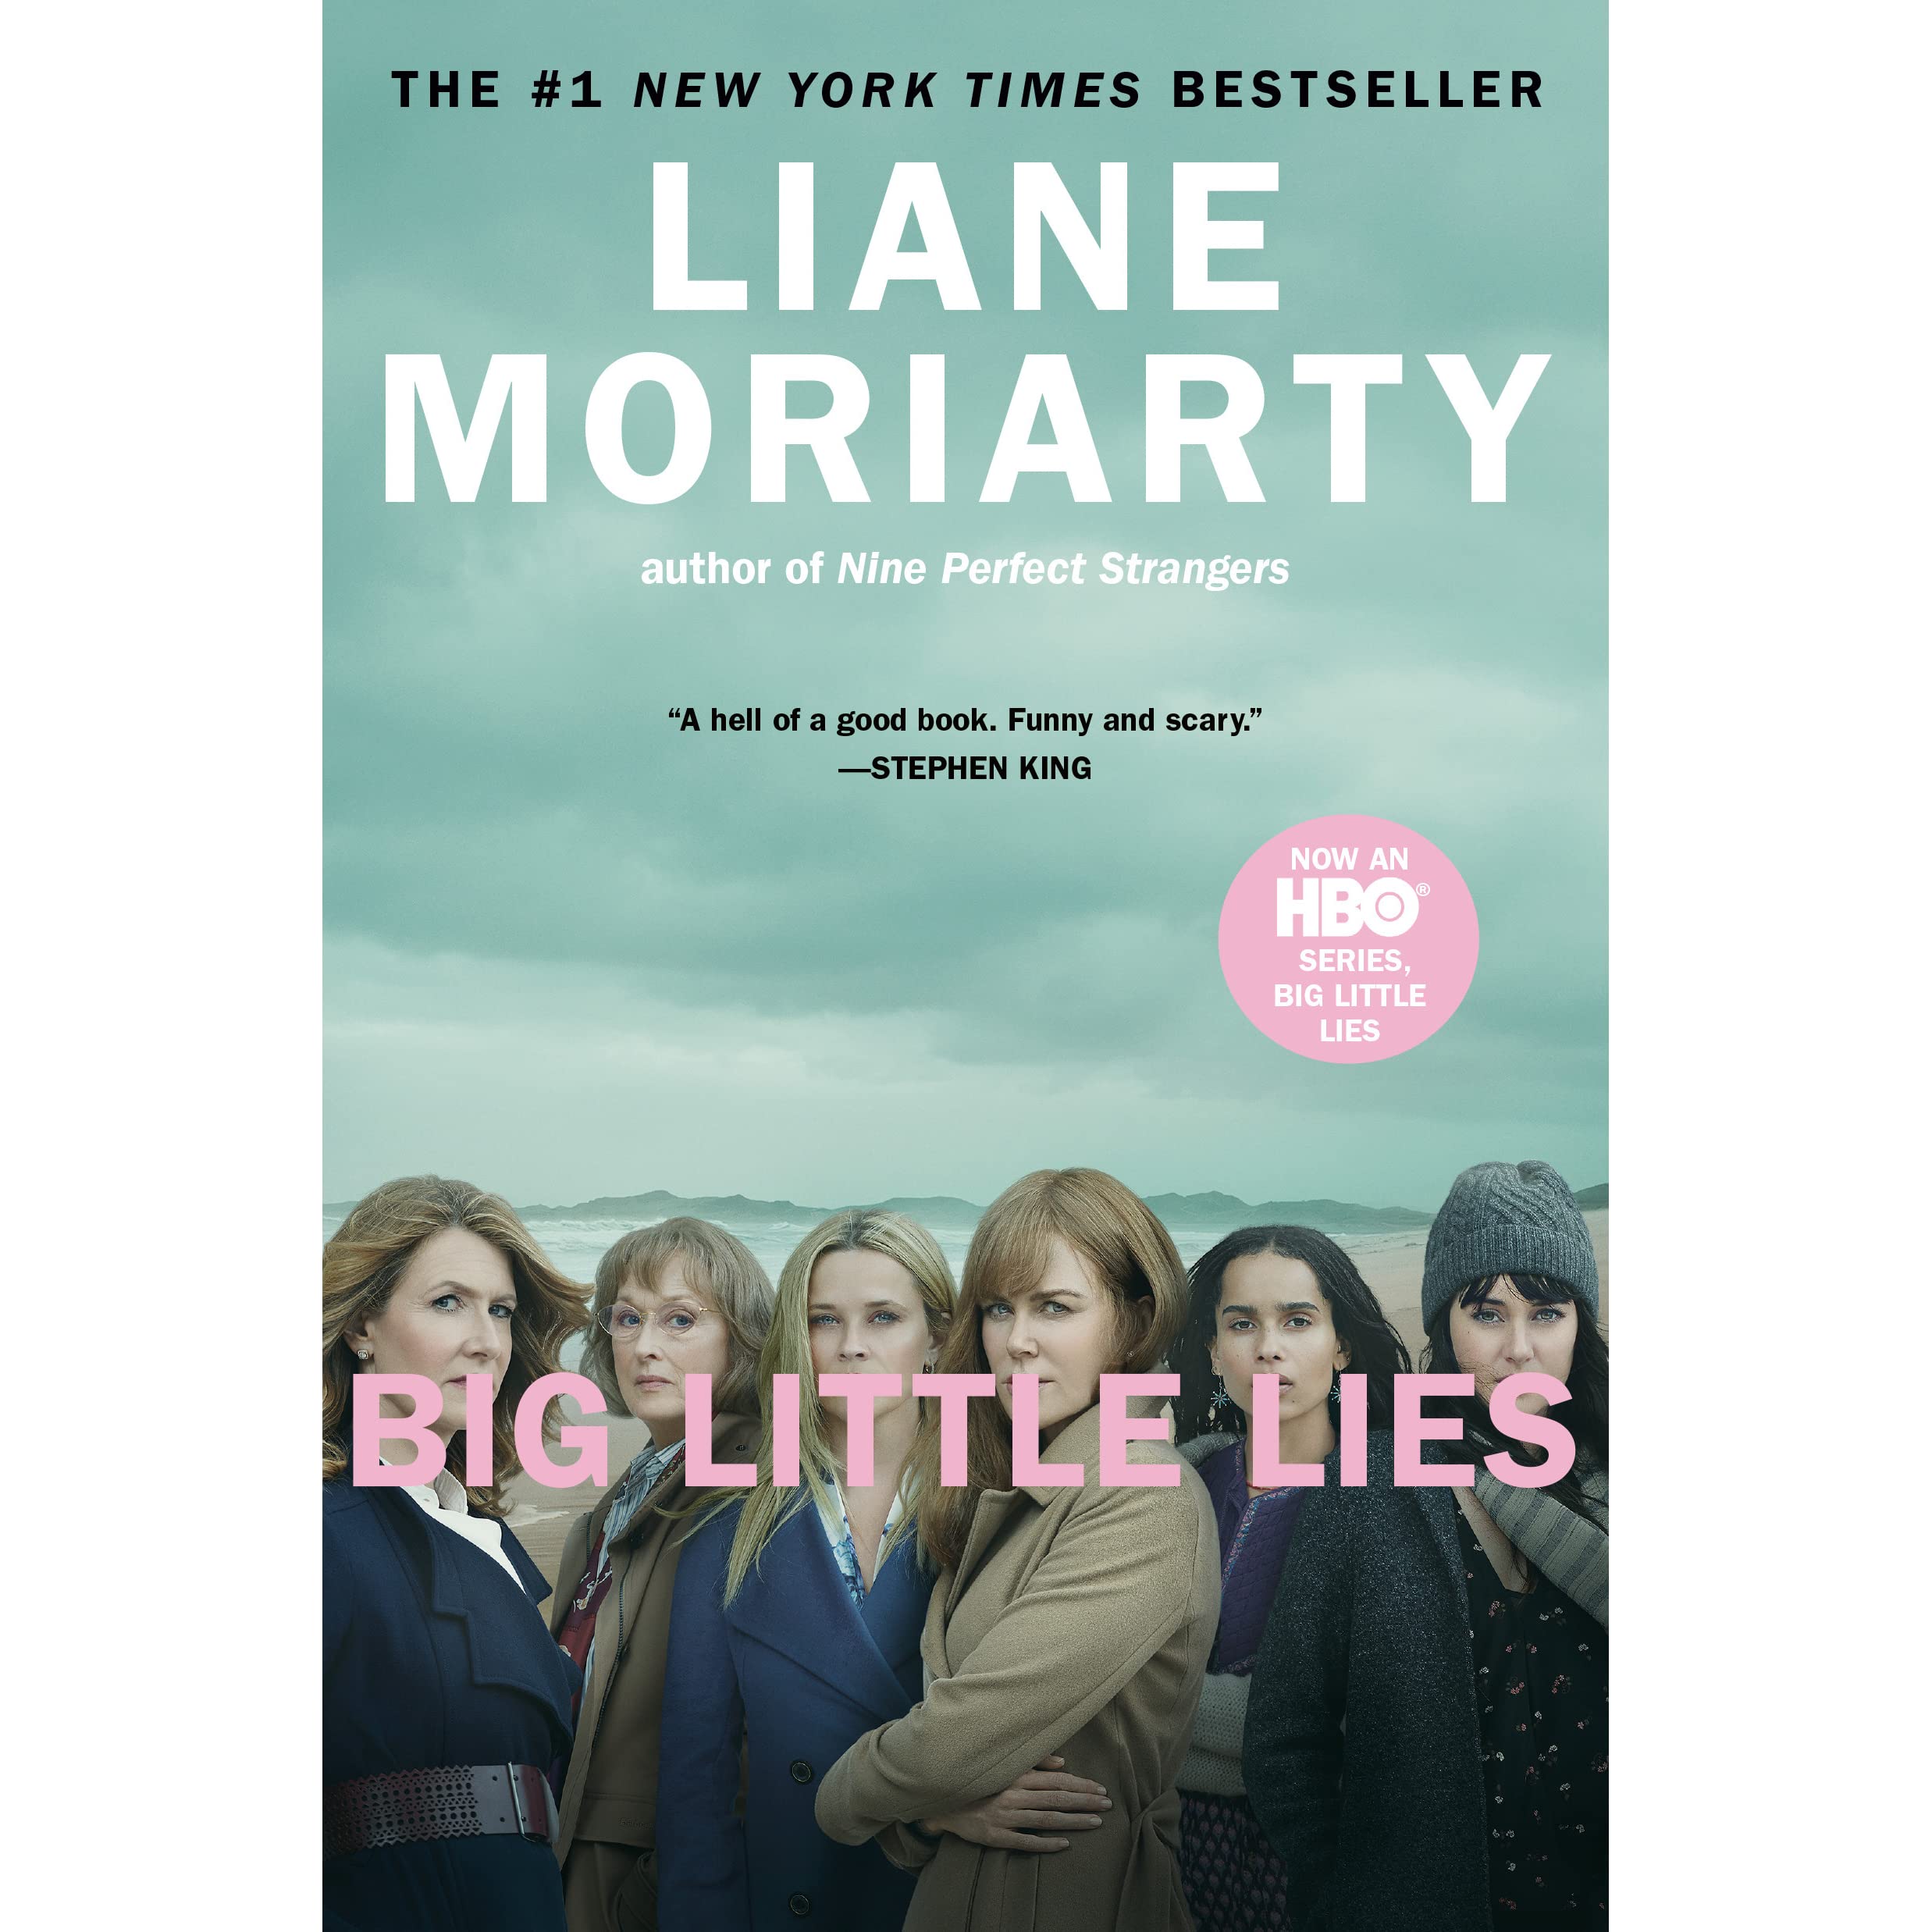 THE #1 NEW YORK TIMES BESTSELLER
LIANE
MORIARTY
author of Nine Perfect Strangers
“A hell of a good book. Funny and scary.”
—STEPHEN KING
NOW AN
HBO®
SERIES,
BIG LITTLE
LIES
BIG LITTLE LIES